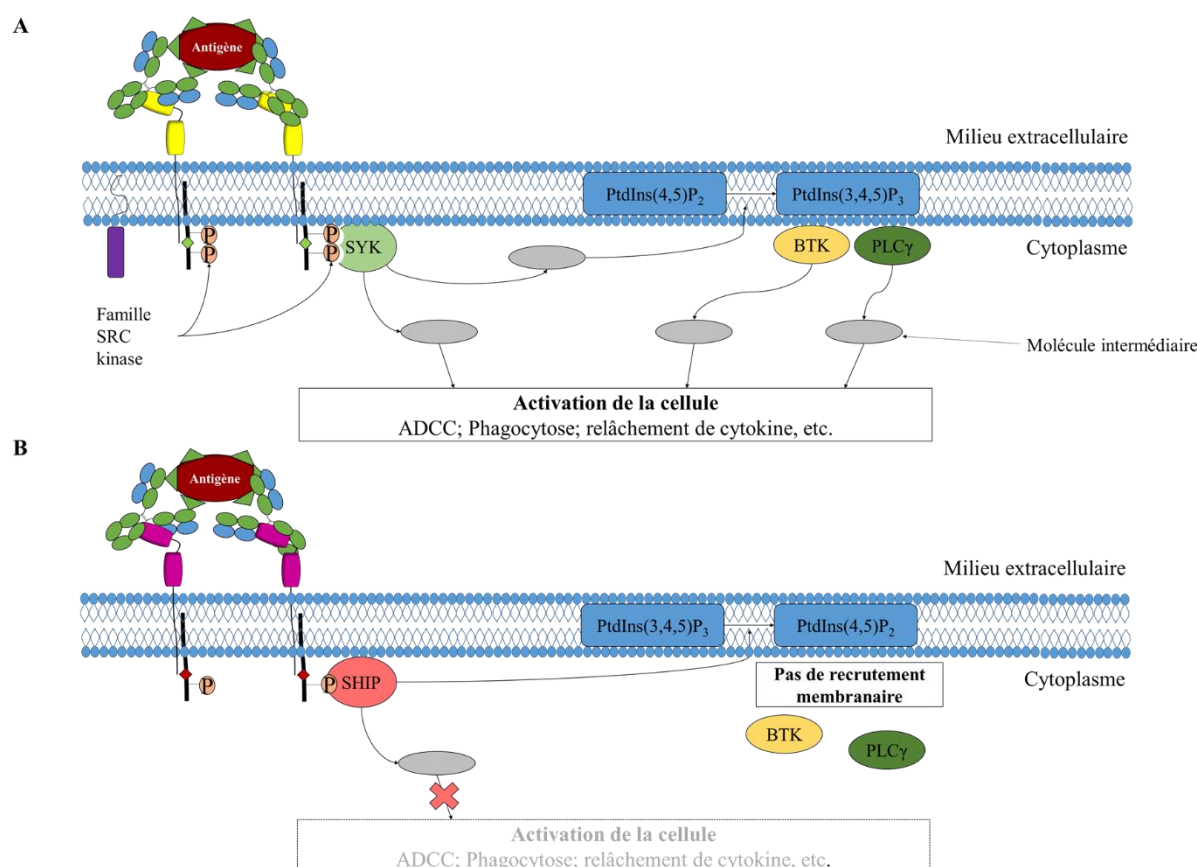 A
Antigène
Milieu extracellulaire
PtdIns(4,5)P2
PtdIns(3,4,5)P3
P
P
P
P
SYK
BTK
PLCγ
Cytoplasme
Famille
SRC
kinase
Molécule intermédiaire
Activation de la cellule
ADCC; Phagocytose; relâchement de cytokine, etc.
B
Antigène
Milieu extracellulaire
PtdIns(3,4,5)P3
PtdIns(4,5)P2
P
P
SHIP
Pas de recrutement
membranaire
Cytoplasme
BTK
PLCγ
Activation de la cellule
ADCC; Phagocytose; relâchement de cytokine, etc.